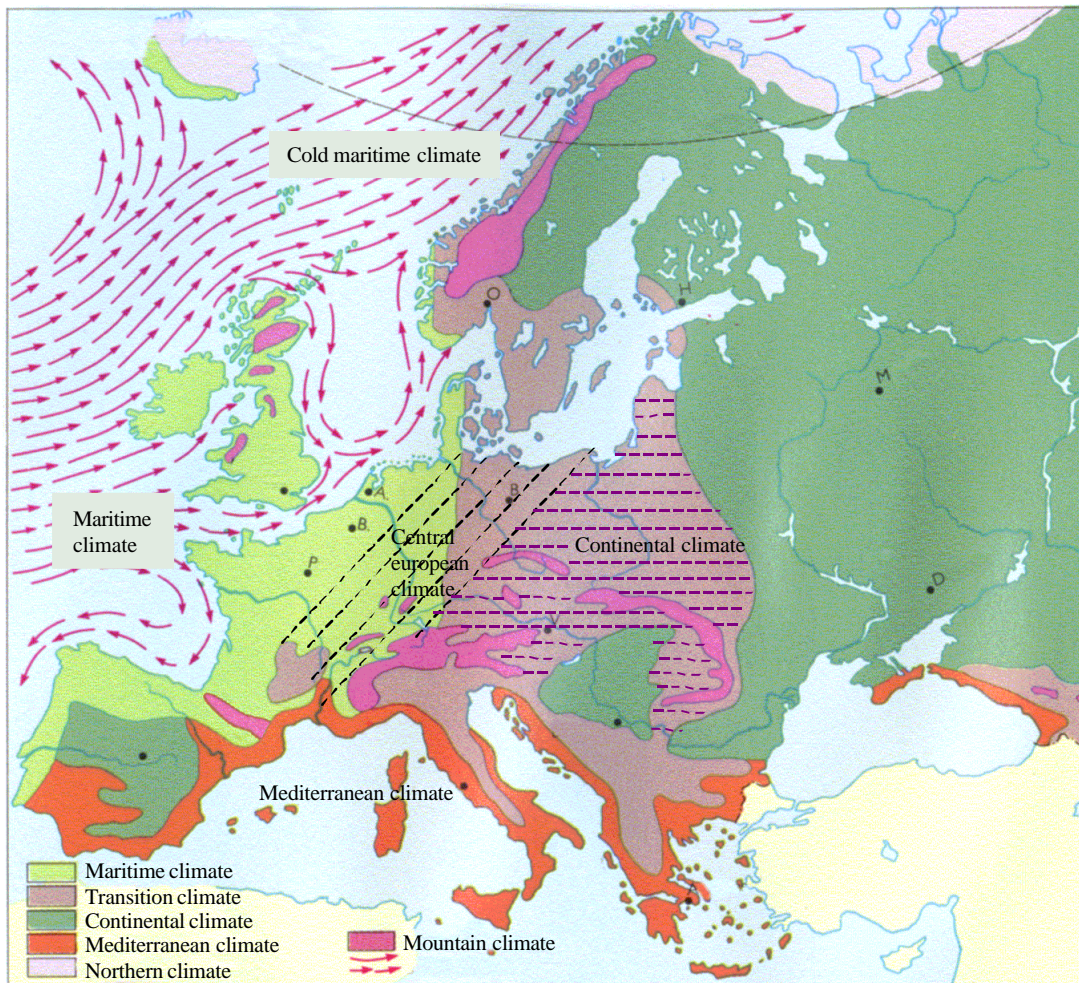 Cold maritime climate
O
H
M
Maritime
climate
A.
B.
B.
P
Central
european
climate
Continental climate
D
V
Mediterranean climate
A
Maritime climate
Transition climate
Continental climate
Mediterranean climate
Northern climate
Mountain climate